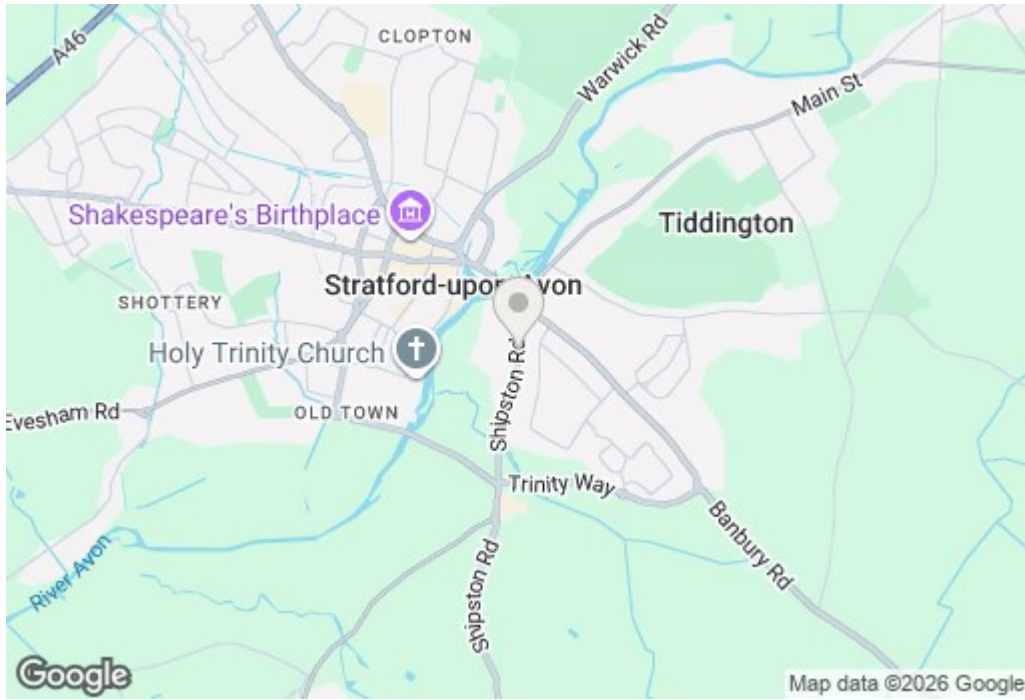 A46
CLOPTON
Warwick Rd
Main St
Shakespeare's Birthplace
Tiddington
Stratford-upon-Avon
SHOTTERY
Holy Trinity Church
Shipston Rd
OLD TOWN
Evesham Rd
Trinity Way
Banbury Rd
River Avon
Shipston Rd
Google
Map data ©2026 Google